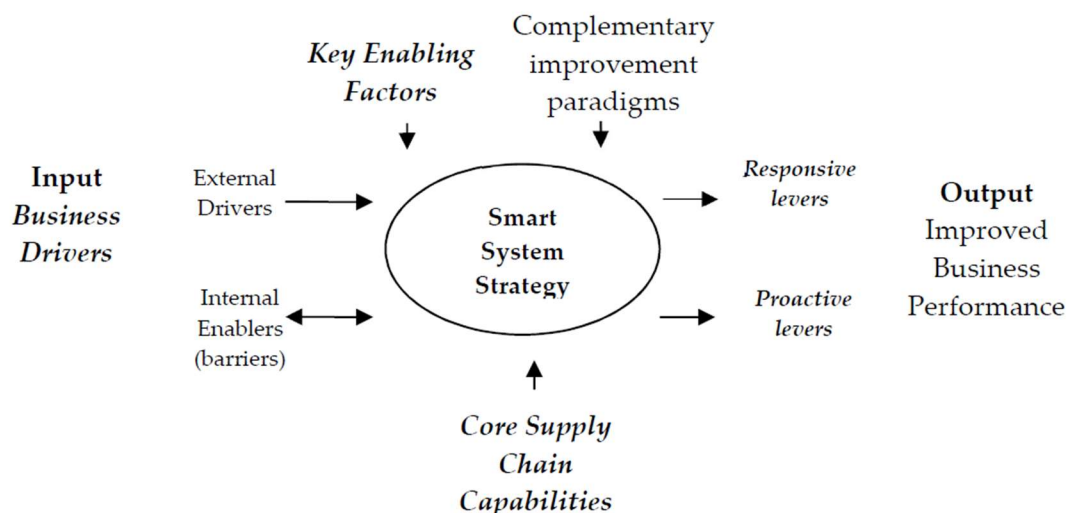 Key Enabling
Factors
Complementary
improvement
paradigms
Input
Business
Drivers
External
Drivers
Internal
Enablers
(barriers)
Smart
System
Strategy
Responsive
levers
Proactive
levers
Output
Improved
Business
Performance
Core Supply
Chain
Capabilities